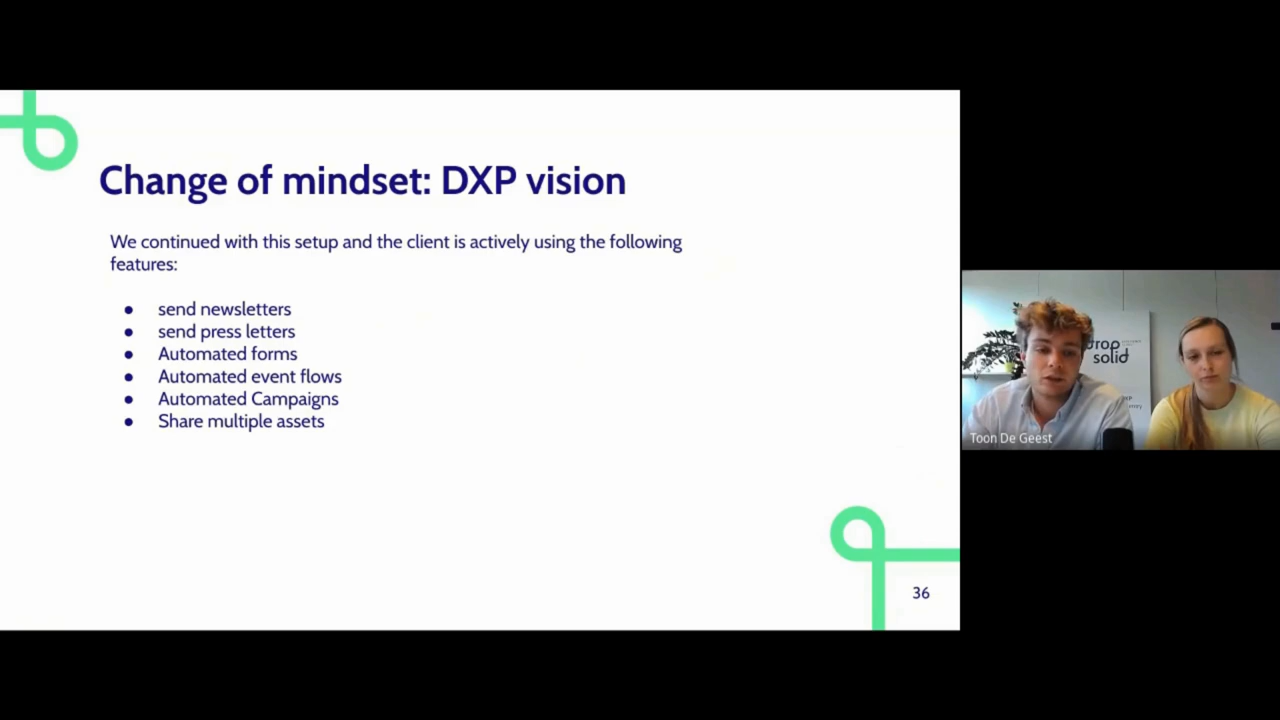 Change of mindset: DXP vision
We continued with this setup and the client is actively using the following
features:
● send newsletters
● send press letters
● Automated forms
● Automated event flows
● Automated Campaigns
● Share multiple assets
36
drop
solid
Toon De Geest